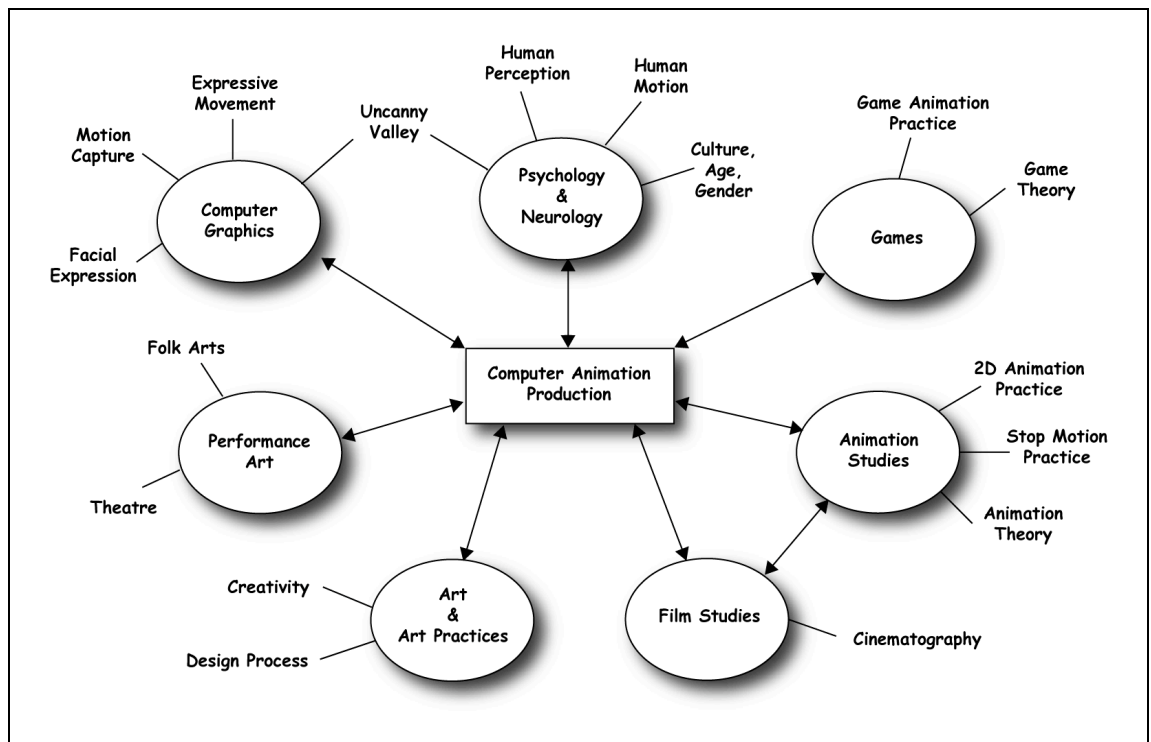 Human
Perception
Human
Motion
Expressive
Movement
Uncanny
Valley
Game Animation
Practice
Motion
Capture
Culture,
Age,
Gender
Game
Theory
Psychology
&
Neurology
Computer
Graphics
Games
Facial
Expression
Folk Arts
Computer Animation
Production
2D Animation
Practice
Performance
Art
Animation
Studies
Stop Motion
Practice
Theatre
Animation
Theory
Creativity
Art
&
Art Practices
Film Studies
Cinematography
Design Process